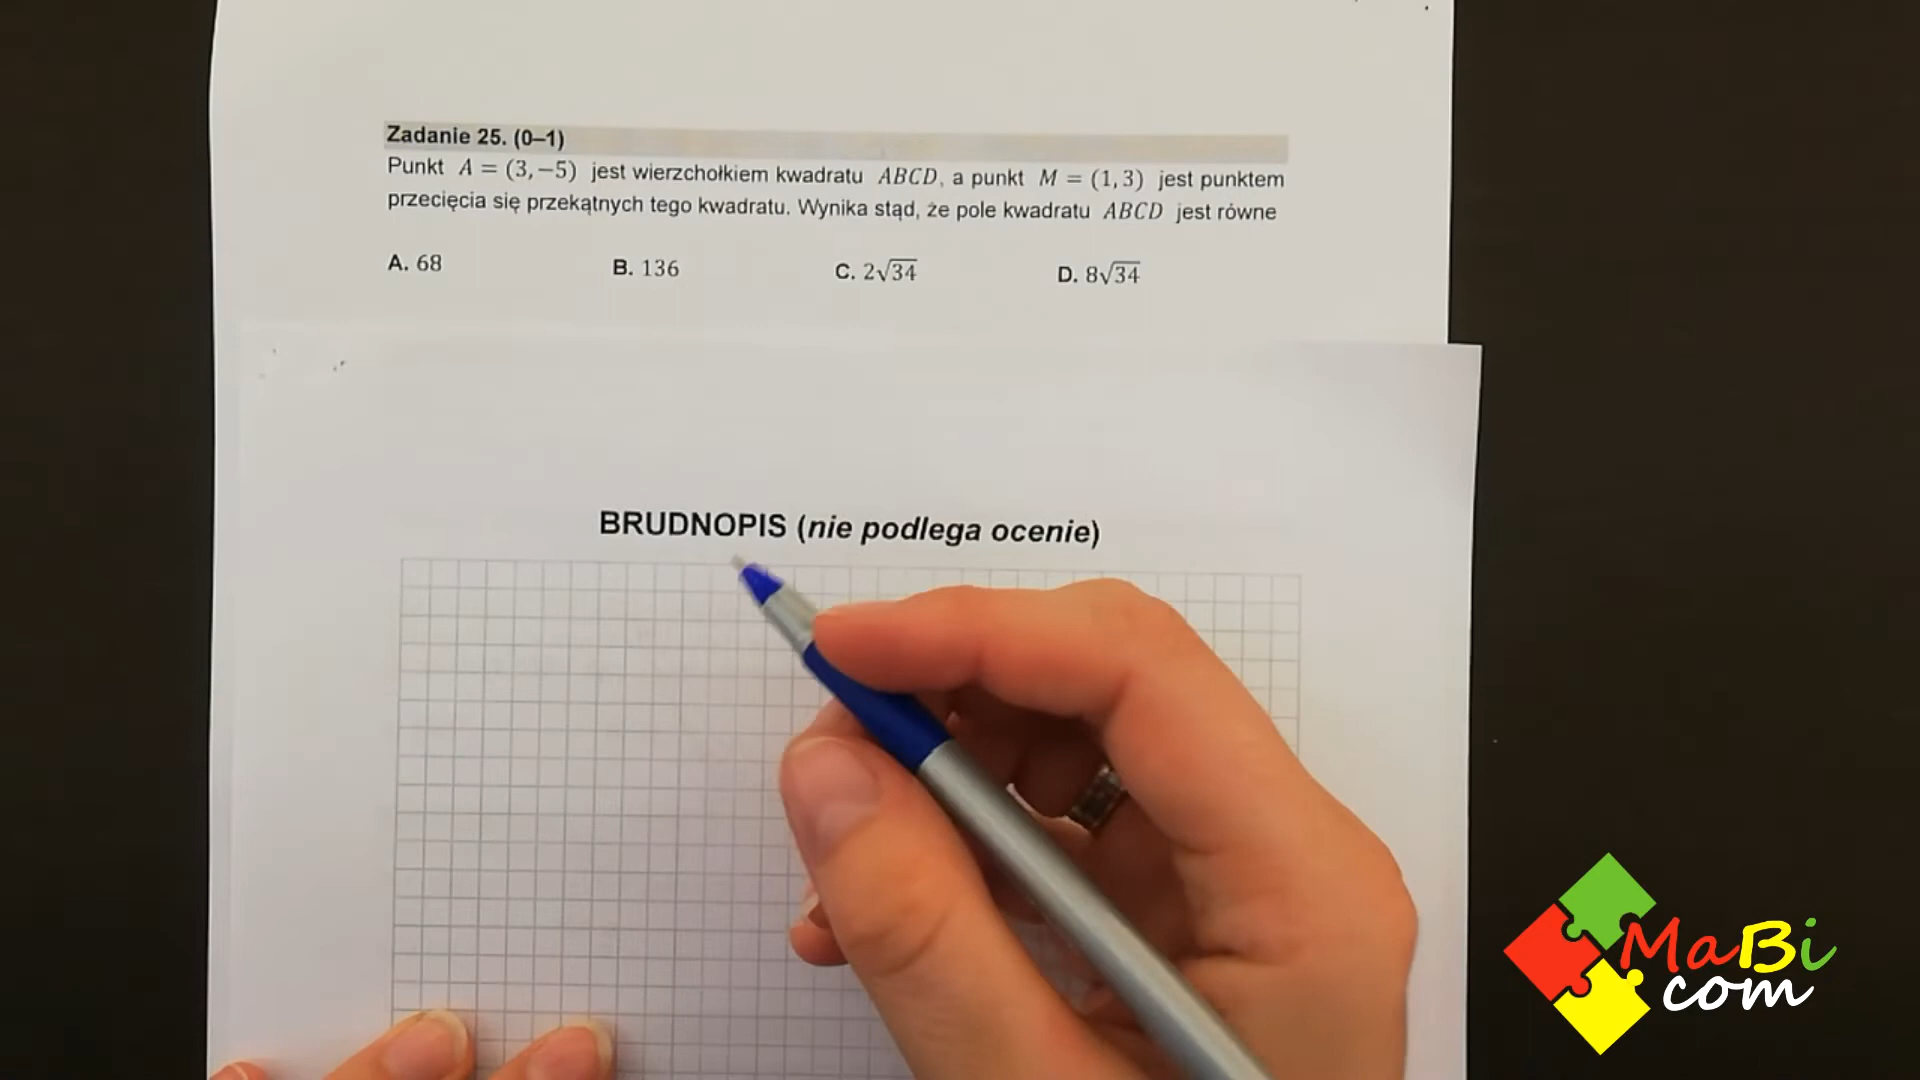 Zadanie 25. (0–1)
Punkt A = (3, −5) jest wierzchołkiem kwadratu ABCD, a punkt M = (1, 3) jest punktem
przecięcia się przekątnych tego kwadratu. Wynika stąd, że pole kwadratu ABCD jest równe
A. 68 B. 136 C. 2√34 D. 8√34
BRUDNOPIS (nie podlega ocenie)
MaBi
com